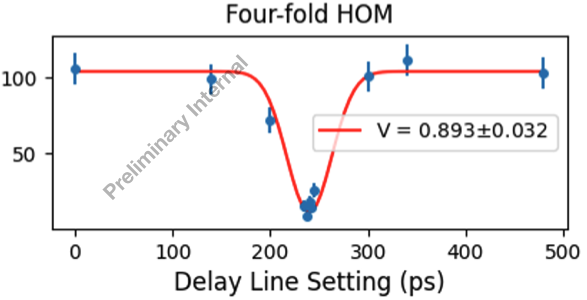 Four-fold HOM
100
50
Preliminary Internal
V = 0.893±0.032
0 100 200 300 400 500
Delay Line Setting (ps)